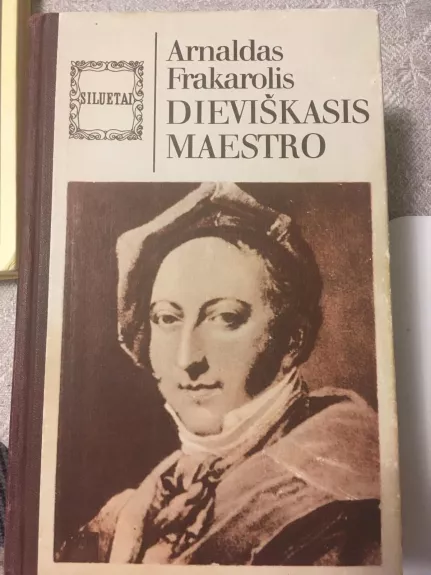 SILUETAI
Arnaldas
Frakarolis
DIEVIŠKASIS
MAESTRO